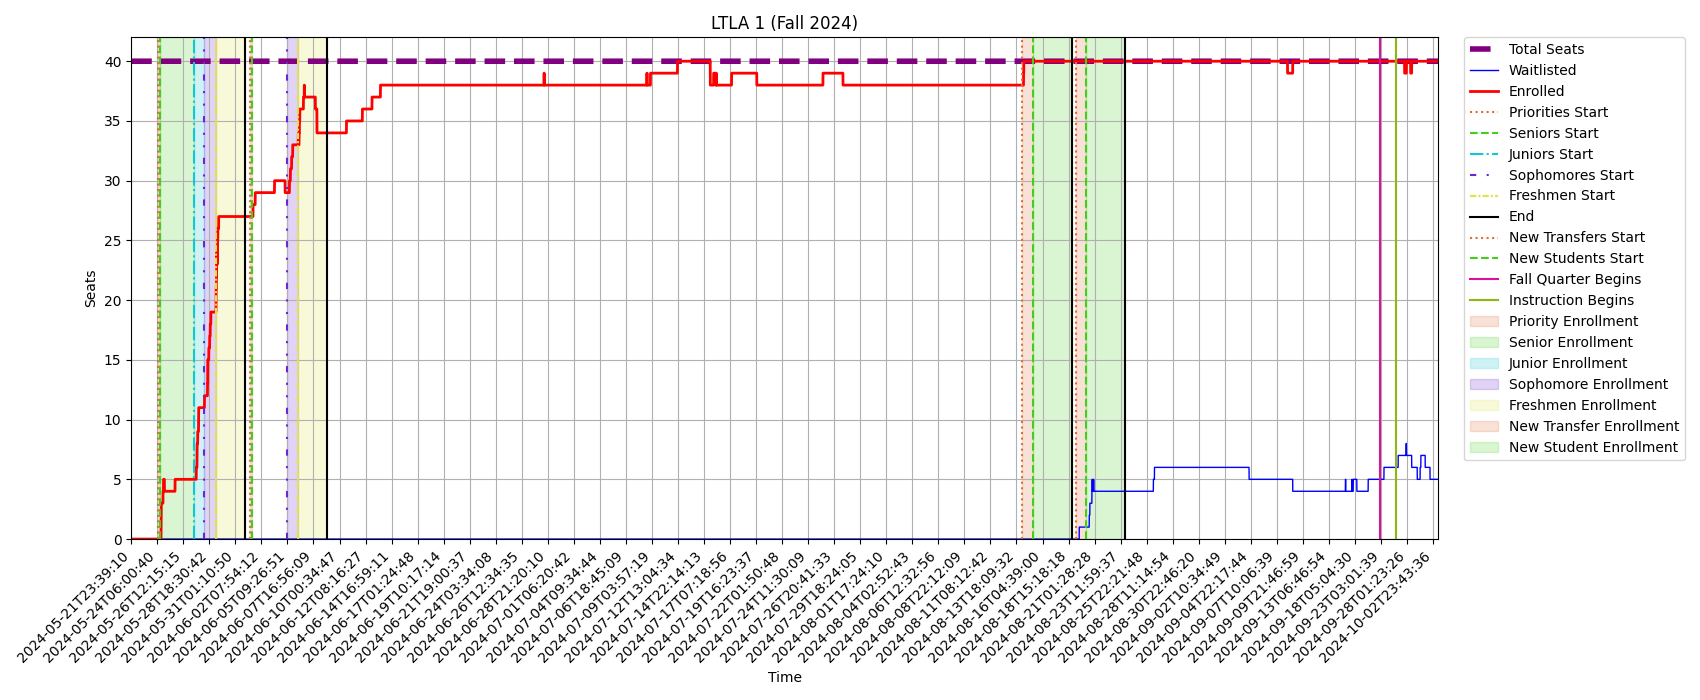 LTLA 1 (Fall 2024)
Seats
40
35
30
25
20
15
10
5
0
2024-05-21T23:39:10
2024-05-24T06:00:40
2024-05-26T12:15:15
2024-05-28T18:30:42
2024-05-31T01:10:50
2024-06-02T07:54:12
2024-06-05T09:26:51
2024-06-07T16:56:09
2024-06-10T00:34:47
2024-06-12T08:16:27
2024-06-14T16:59:11
2024-06-17T01:24:48
2024-06-19T10:17:14
2024-06-21T19:00:37
2024-06-24T03:34:08
2024-06-26T12:34:35
2024-06-28T21:20:10
2024-07-01T06:20:42
2024-07-04T09:34:44
2024-07-06T18:45:09
2024-07-09T03:57:19
2024-07-12T13:04:34
2024-07-14T22:14:13
2024-07-17T07:18:56
2024-07-19T16:23:37
2024-07-22T01:50:48
2024-07-24T11:30:09
2024-07-26T20:41:33
2024-07-29T18:24:05
2024-08-01T17:24:10
2024-08-04T02:52:43
2024-08-06T12:32:56
2024-08-08T22:12:09
2024-08-11T08:12:42
2024-08-13T18:09:32
2024-08-16T04:39:00
2024-08-18T15:18:18
2024-08-21T01:28:28
2024-08-23T11:59:37
2024-08-25T22:21:48
2024-08-28T11:14:54
2024-08-30T22:46:20
2024-09-02T10:34:49
2024-09-04T22:17:44
2024-09-07T10:06:39
2024-09-09T21:46:59
2024-09-13T06:46:54
2024-09-18T05:04:30
2024-09-23T03:01:39
2024-09-28T01:23:26
2024-10-02T23:43:36
Time
Total Seats
Waitlisted
Enrolled
Priorities Start
Seniors Start
Juniors Start
Sophomores Start
Freshmen Start
End
New Transfers Start
New Students Start
Fall Quarter Begins
Instruction Begins
Priority Enrollment
Senior Enrollment
Junior Enrollment
Sophomore Enrollment
Freshmen Enrollment
New Transfer Enrollment
New Student Enrollment